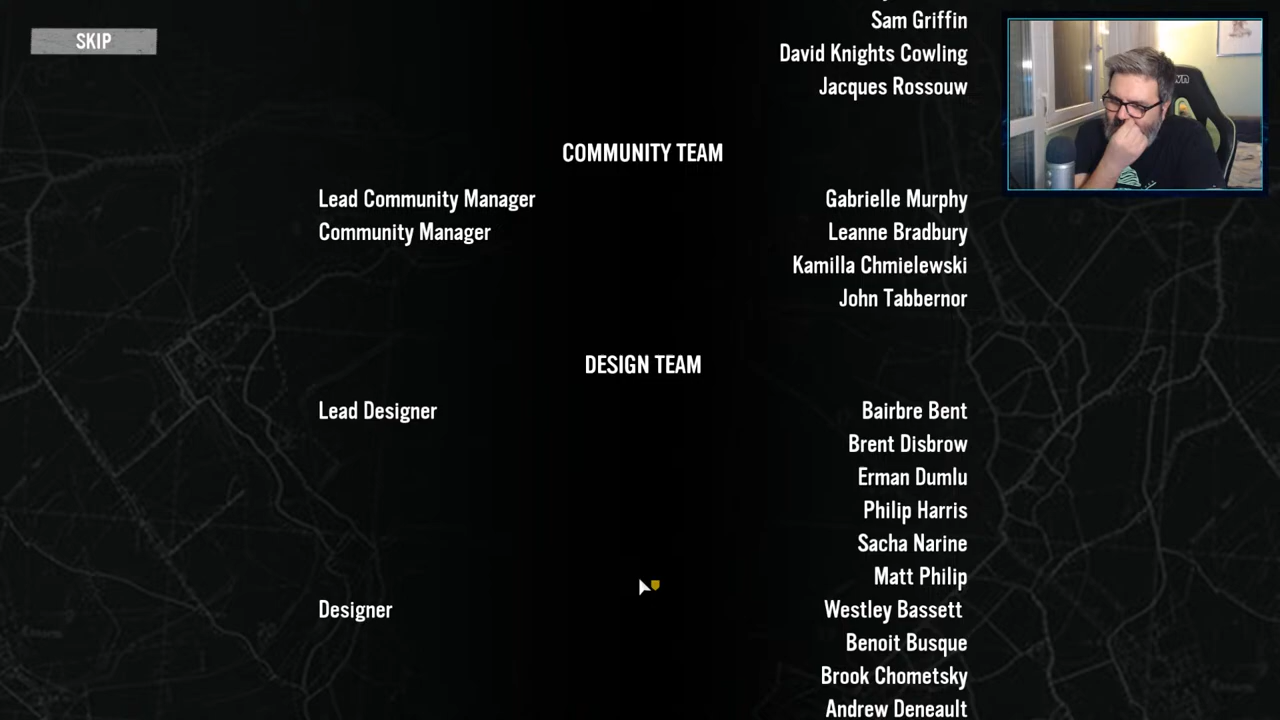 SKIP
Sam Griffin
David Knights Cowling
Jacques Rossouw
COMMUNITY TEAM
Lead Community Manager Gabrielle Murphy
Community Manager Leanne Bradbury
Kamilla Chmielewski
John Tabbernor
DESIGN TEAM
Lead Designer Bairbre Bent
Brent Disbrow
Erman Dumlu
Philip Harris
Sacha Narine
Matt Philip
Designer Westley Bassett
Benoit Busque
Brook Chometsky
Andrew Deneault